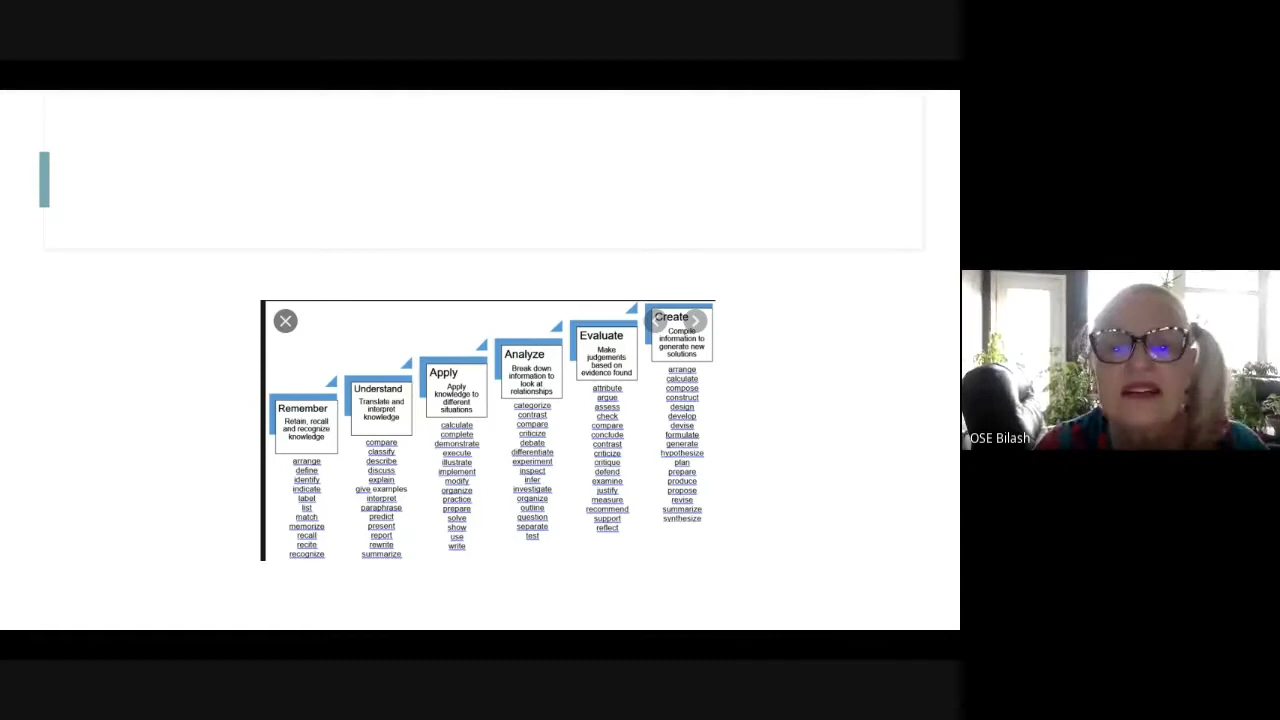 Remember
Retain, recall
and recognize
knowledge
arrange
define
identify
indicate
label
list
match
memorize
recall
recite
recognize
Understand
Translate and
interpret
knowledge
compare
classify
describe
discuss
explain
give examples
interpret
paraphrase
predict
present
report
rewrite
summarize
Apply
Apply
knowledge to
different
situations
calculate
complete
demonstrate
execute
illustrate
implement
modify
organize
practice
prepare
solve
show
use
write
Analyze
Break down
information to
look at
relationships
categorize
contrast
compare
criticize
debate
differentiate
experiment
inspect
infer
investigate
organize
outline
question
separate
test
Evaluate
Make
judgements
based on
evidence found
attribute
argue
assess
check
compare
conclude
contrast
criticize
critique
defend
examine
justify
measure
recommend
support
reflect
Create
Compile
information to
generate new
solutions
arrange
calculate
compose
construct
design
develop
devise
formulate
generate
hypothesize
plan
prepare
produce
propose
revise
summarize
synthesize
OSE Bilash